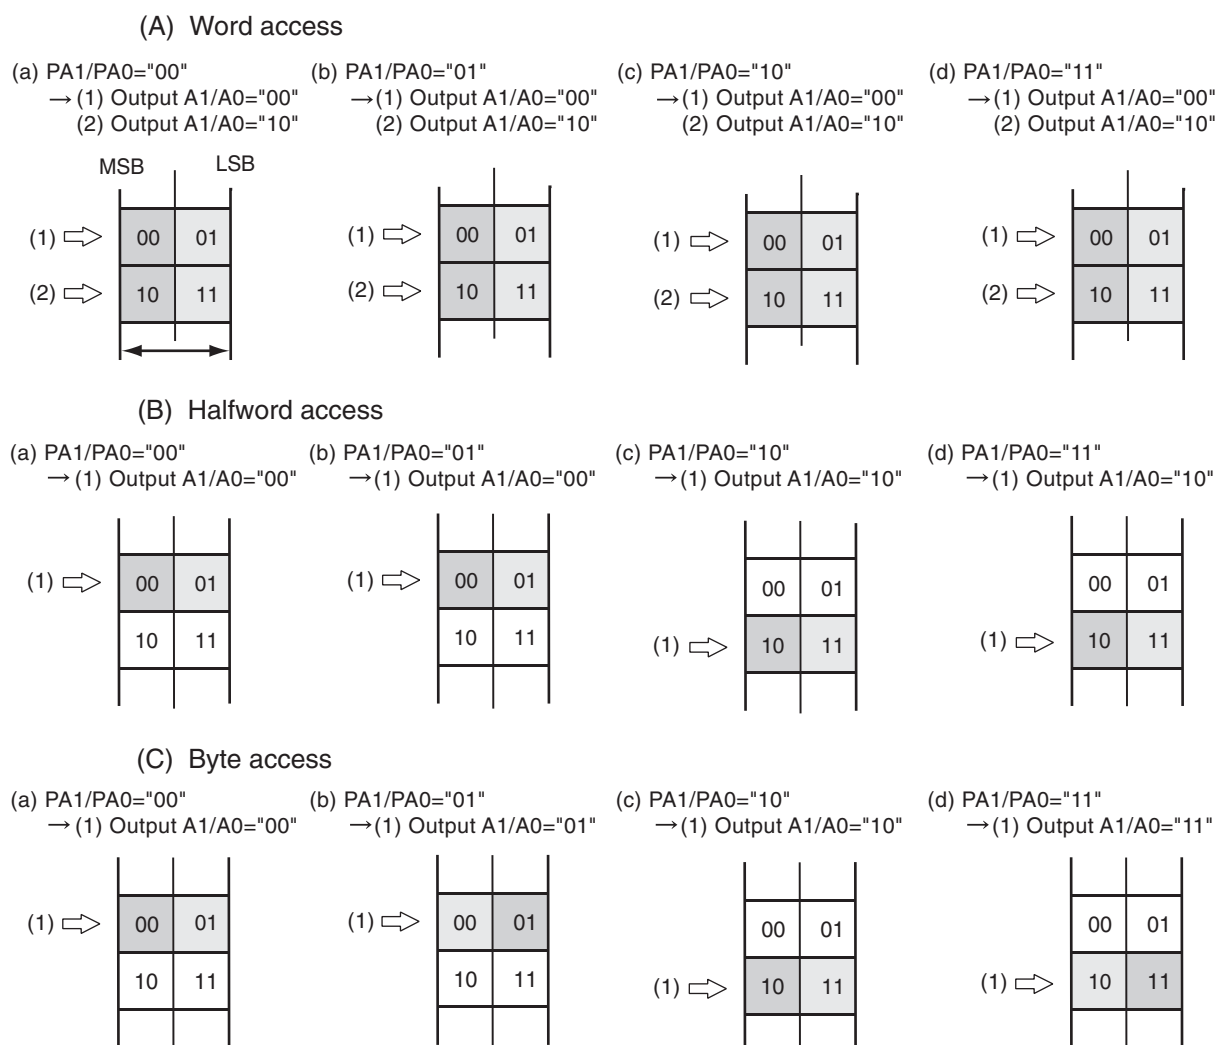 (A) Word access
(a) PA1/PA0="00"
→(1) Output A1/A0="00"
(2) Output A1/A0="10"
(b) PA1/PA0="01"
→(1) Output A1/A0="00"
(2) Output A1/A0="10"
(c) PA1/PA0="10"
→(1) Output A1/A0="00"
(2) Output A1/A0="10"
(d) PA1/PA0="11"
→(1) Output A1/A0="00"
(2) Output A1/A0="10"
MSB LSB
(1) 00 01
(2) 10 11
(1) 00 01
(2) 10 11
(1) 00 01
(2) 10 11
(1) 00 01
(2) 10 11
(B) Halfword access
(a) PA1/PA0="00"
→(1) Output A1/A0="00"
(b) PA1/PA0="01"
→(1) Output A1/A0="00"
(c) PA1/PA0="10"
→(1) Output A1/A0="10"
(d) PA1/PA0="11"
→(1) Output A1/A0="10"
(1) 00 01
10 11
(1) 00 01
10 11
00 01
(1) 10 11
00 01
(1) 10 11
(C) Byte access
(a) PA1/PA0="00"
→(1) Output A1/A0="00"
(b) PA1/PA0="01"
→(1) Output A1/A0="01"
(c) PA1/PA0="10"
→(1) Output A1/A0="10"
(d) PA1/PA0="11"
→(1) Output A1/A0="11"
(1) 00 01
10 11
(1) 00 01
10 11
00 01
(1) 10 11
00 01
(1) 10 11